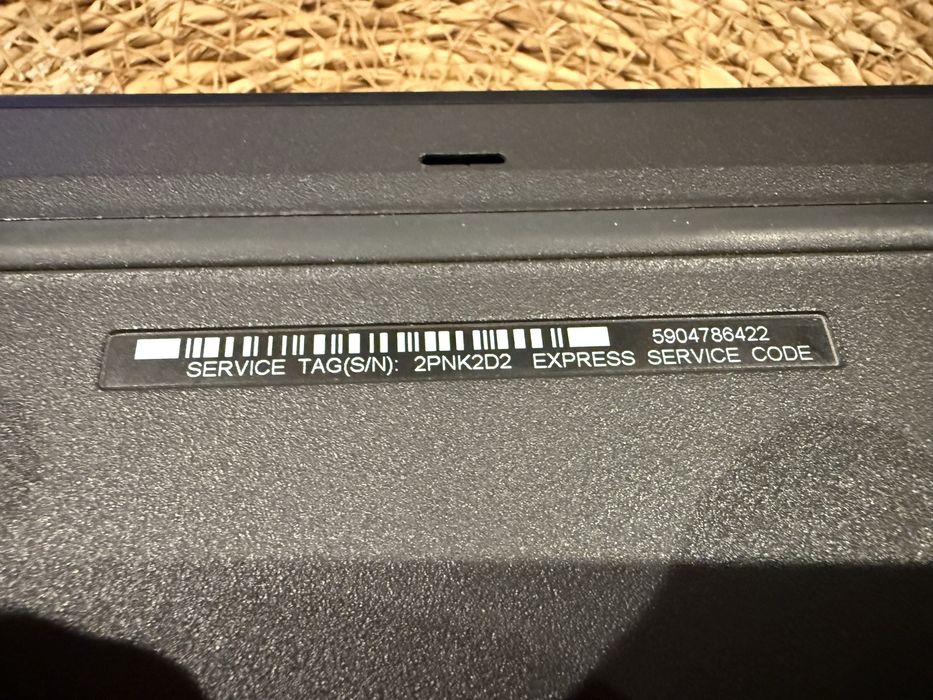 5904786422
SERVICE TAG(S/N): 2PNK2D2 EXPRESS SERVICE CODE